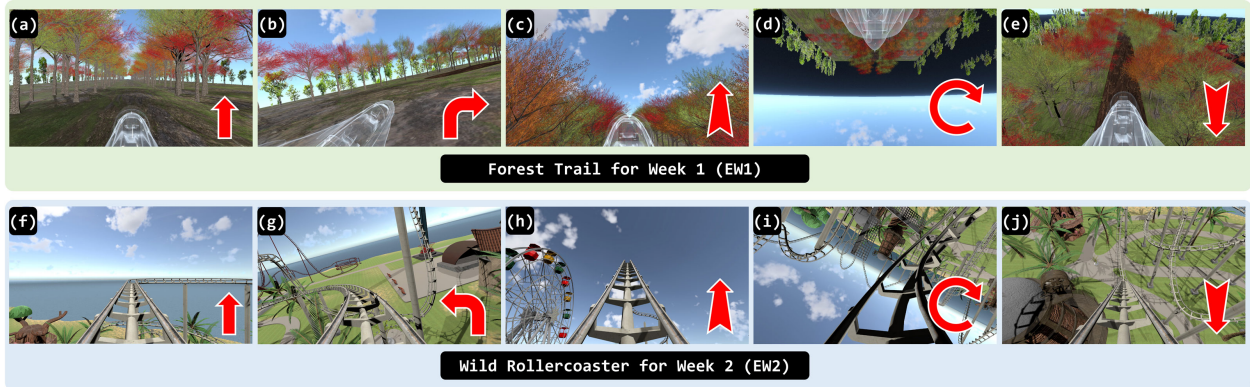 (a)
(b)
(c)
(d)
(e)
Forest Trail for Week 1 (EW1)
(f)
(g)
(h)
(i)
(j)
Wild Rollercoaster for Week 2 (EW2)